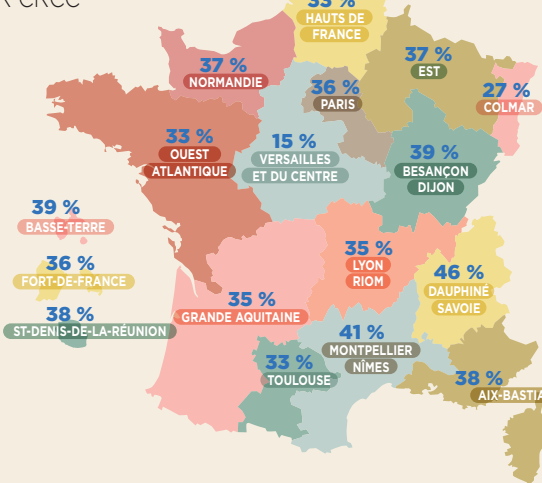 33 %
HAUTS DE
FRANCE
37 %
NORMANDIE
37 %
EST
36 %
PARIS
27 %
COLMAR
33 %
OUEST
ATLANTIQUE
15 %
VERSAILLES
ET DU CENTRE
39 %
BESANÇON
DIJON
39 %
BASSE-TERRE
36 %
FORT-DE-FRANCE
38 %
ST-DENIS-DE-LA-RÉUNION
35 %
LYON
RIOM
46 %
DAUPHINÉ
SAVOIE
35 %
GRANDE AQUITAINE
41 %
MONTPELLIER
NÎMES
33 %
TOULOUSE
38 %
AIX-BASTIA